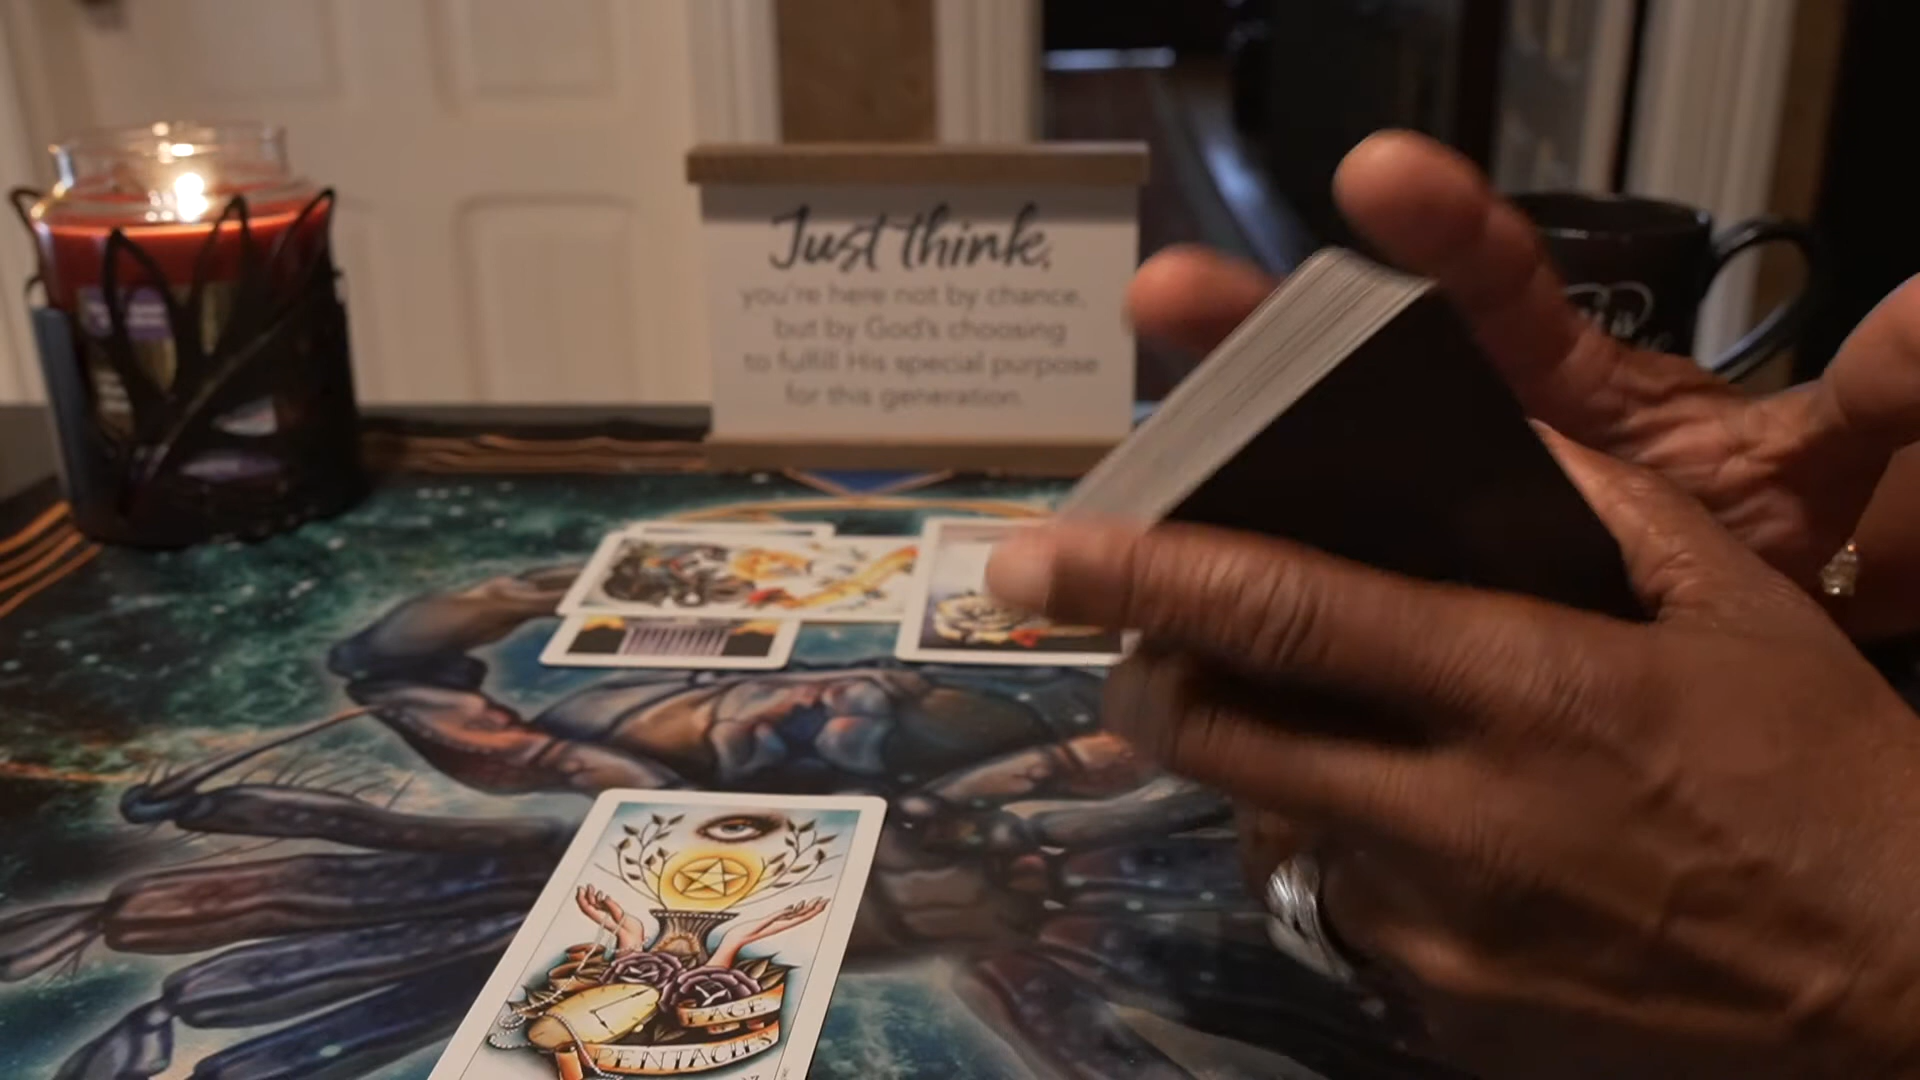 Just think,
you're here not by chance,
but by God's choosing
to fulfill His special purpose
for this generation.
PAGE
PENTACLES